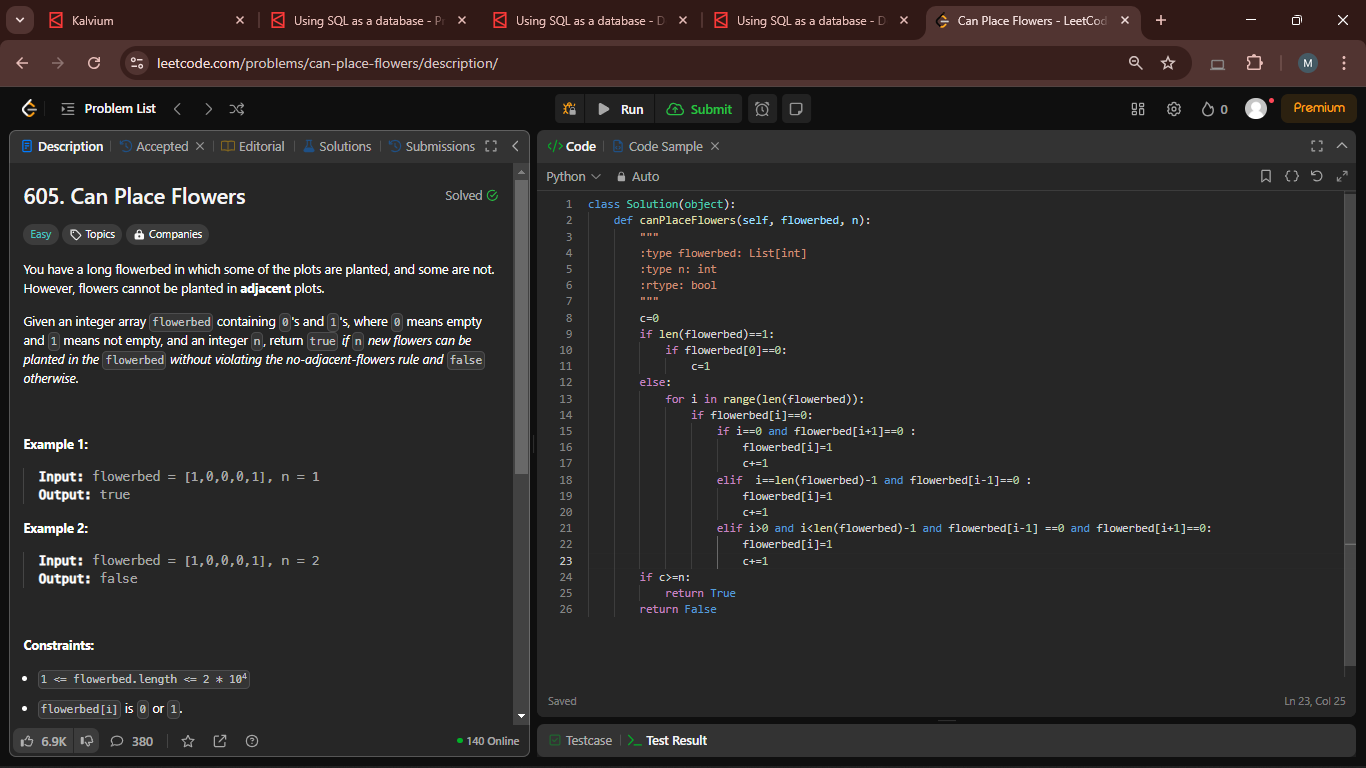 Kalvium
Using SQL as a database - Pr
Using SQL as a database - D
Using SQL as a database - D
Can Place Flowers - LeetCod
leetcode.com/problems/can-place-flowers/description/
M
Problem List
Run
Submit
0
Premium
Description
Accepted
Editorial
Solutions
Submissions
605. Can Place Flowers
Solved
Easy
Topics
Companies
You have a long flowerbed in which some of the plots are planted, and some are not.
However, flowers cannot be planted in adjacent plots.
Given an integer array flowerbed containing 0's and 1's, where 0 means empty
and 1 means not empty, and an integer n, return true if n new flowers can be
planted in the flowerbed without violating the no-adjacent-flowers rule and false
otherwise.
Example 1:
Input: flowerbed = [1,0,0,0,1], n = 1
Output: true
Example 2:
Input: flowerbed = [1,0,0,0,1], n = 2
Output: false
Constraints:
1 <= flowerbed.length <= 2 * 10⁴
flowerbed[i] is 0 or 1.
6.9K
380
140 Online
</> Code
Code Sample
Python
Auto
1 class Solution(object):
2 def canPlaceFlowers(self, flowerbed, n):
3 """
4 :type flowerbed: List[int]
5 :type n: int
6 :rtype: bool
7 """
8 c=0
9 if len(flowerbed)==1:
10 if flowerbed[0]==0:
11 c=1
12 else:
13 for i in range(len(flowerbed)):
14 if flowerbed[i]==0:
15 if i==0 and flowerbed[i+1]==0 :
16 flowerbed[i]=1
17 c+=1
18 elif  i==len(flowerbed)-1 and flowerbed[i-1]==0 :
19 flowerbed[i]=1
20 c+=1
21 elif i>0 and i<len(flowerbed)-1 and flowerbed[i-1] ==0 and flowerbed[i+1]==0:
22 flowerbed[i]=1
23 c+=1
24 if c>=n:
25 return True
26 return False
Saved
Ln 23, Col 25
Testcase
Test Result